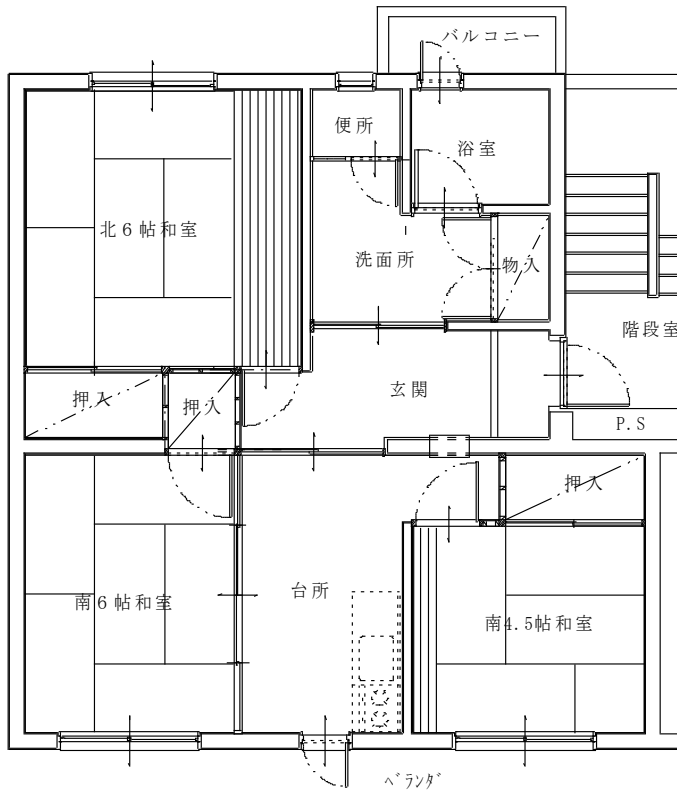 バルコニー
便所
浴室
北6帖和室
洗面所
物入
階段室
押入
押入
玄関
P.S
押入
台所
南6帖和室
南4.5帖和室
ベランダ